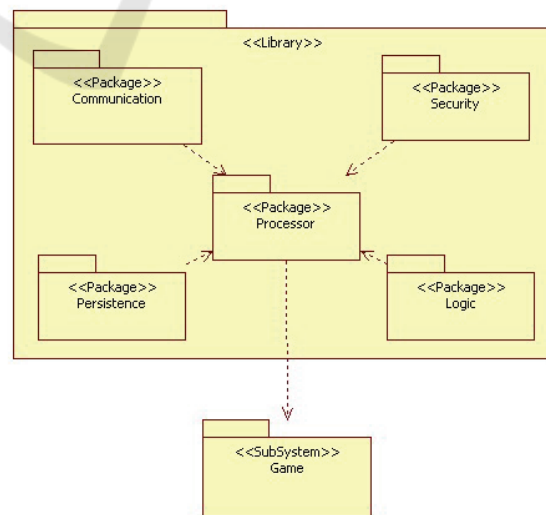 <<Library>>
<<Package>>
Communication
<<Package>>
Security
<<Package>>
Processor
<<Package>>
Persistence
<<Package>>
Logic
<<SubSystem>>
Game